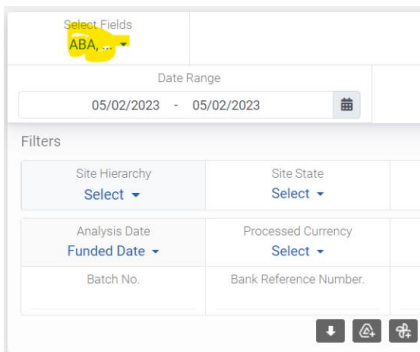 Select Fields
ABA, ...
Date Range
05/02/2023 - 05/02/2023
Filters
Site Hierarchy Site State
Select Select
Analysis Date Processed Currency
Funded Date Select
Batch No. Bank Reference Number.